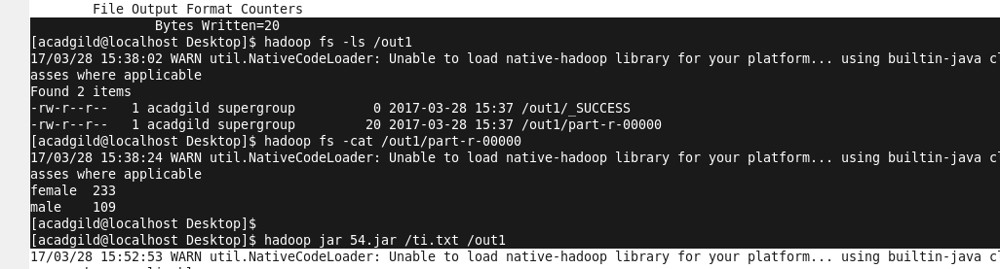 File Output Format Counters
Bytes Written=20
[acadgild@localhost Desktop]$ hadoop fs -ls /out1
17/03/28 15:38:02 WARN util.NativeCodeLoader: Unable to load native-hadoop library for your platform... using builtin-java cl
asses where applicable
Found 2 items
-rw-r--r--   1 acadgild supergroup          0 2017-03-28 15:37 /out1/_SUCCESS
-rw-r--r--   1 acadgild supergroup         20 2017-03-28 15:37 /out1/part-r-00000
[acadgild@localhost Desktop]$ hadoop fs -cat /out1/part-r-00000
17/03/28 15:38:24 WARN util.NativeCodeLoader: Unable to load native-hadoop library for your platform... using builtin-java cl
asses where applicable
female  233
male    109
[acadgild@localhost Desktop]$
[acadgild@localhost Desktop]$ hadoop jar 54.jar /ti.txt /out1
17/03/28 15:52:53 WARN util.NativeCodeLoader: Unable to load native-hadoop library for your platform... using builtin-java cl